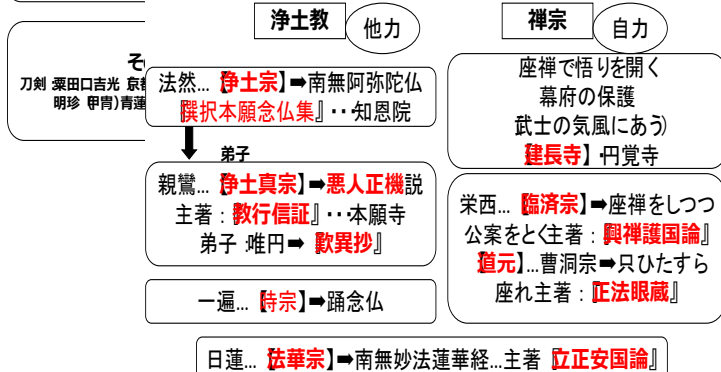 浄土教
他力
禅宗
自力
そ
刀剣 粟田口吉光 京
明珍 甲冑)青蓮
法然... 【浄土宗】➡南無阿弥陀仏
『撰択本願念仏集』・・知恩院
弟子
親鸞... 【浄土真宗】➡悪人正機説
主著：『教行信証』・・本願寺
弟子：唯円➡『歎異抄』
一遍... 【時宗】➡踊念仏
座禅で悟りを開く
幕府の保護
武士の気風にあう)
【建長寺】・円覚寺
栄西... 【臨済宗】➡座禅をしつつ
公案をとく主著：『興禅護国論』
【道元】...曹洞宗➡只ひたすら
座れ主著：『正法眼蔵』
日蓮... 【法華宗】➡南無妙法蓮華経...主著『立正安国論』